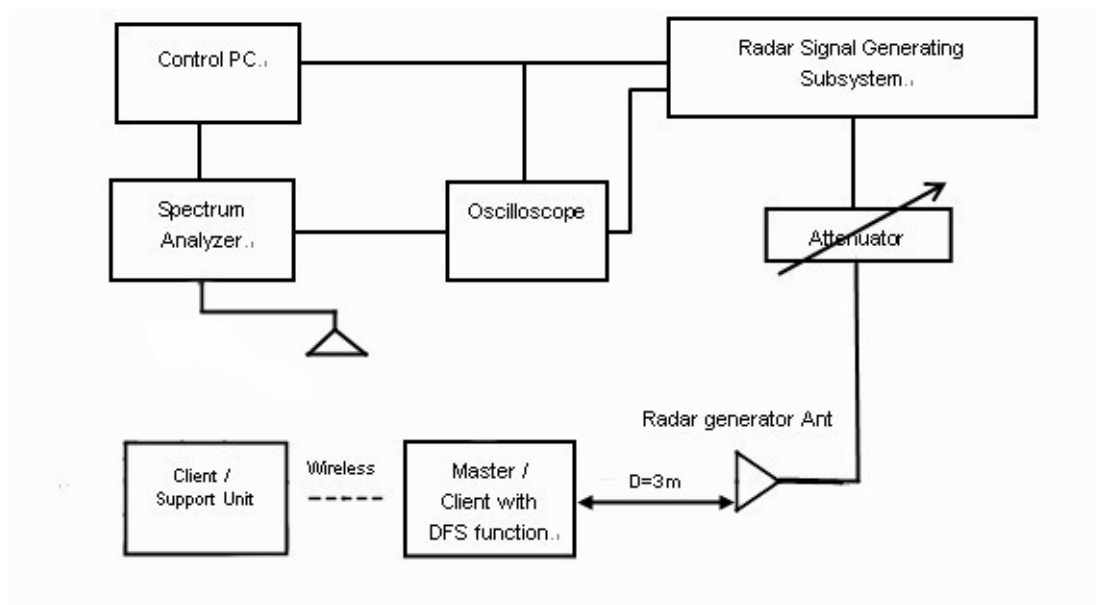 Control PC.
Radar Signal Generating
Subsystem.
Spectrum
Analyzer.
Oscilloscope
Attenuator
Radar generator Ant
Client /
Support Unit
Wireless
Master /
Client with
DFS function.
D=3m